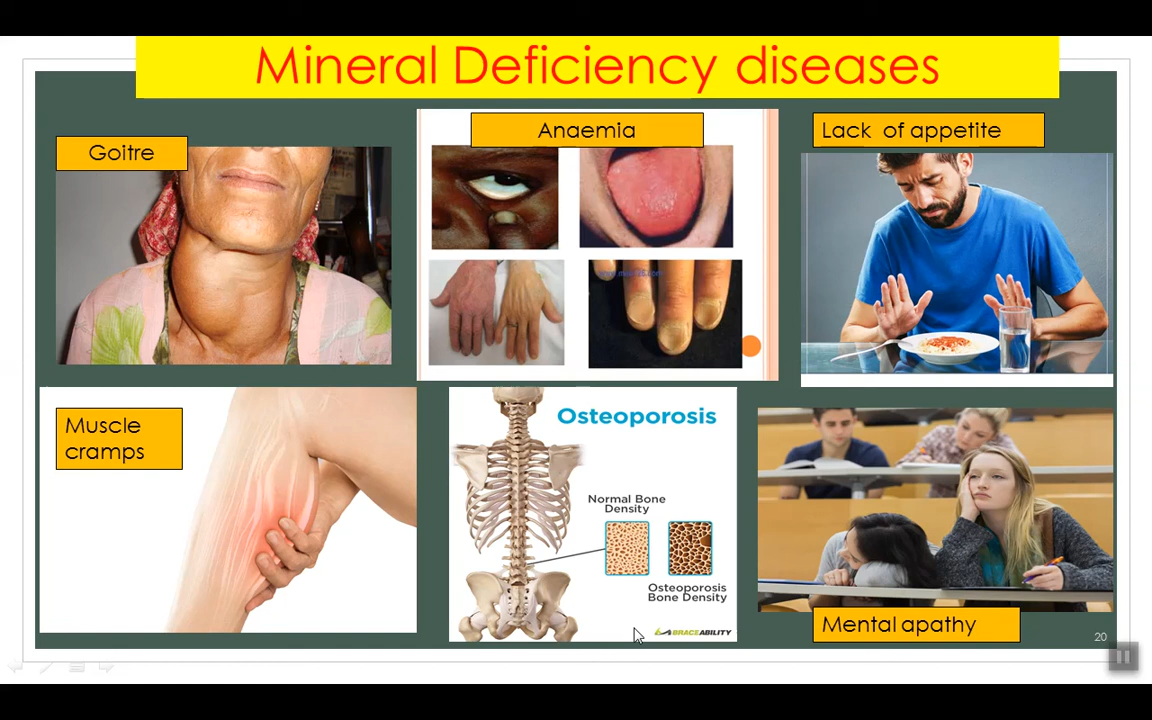 Mineral Deficiency diseases
Goitre
Anaemia
Lack of appetite
Muscle
cramps
Osteoporosis
Normal Bone
Density
Osteoporosis
Bone Density
BRACEABILITY
Mental apathy
20